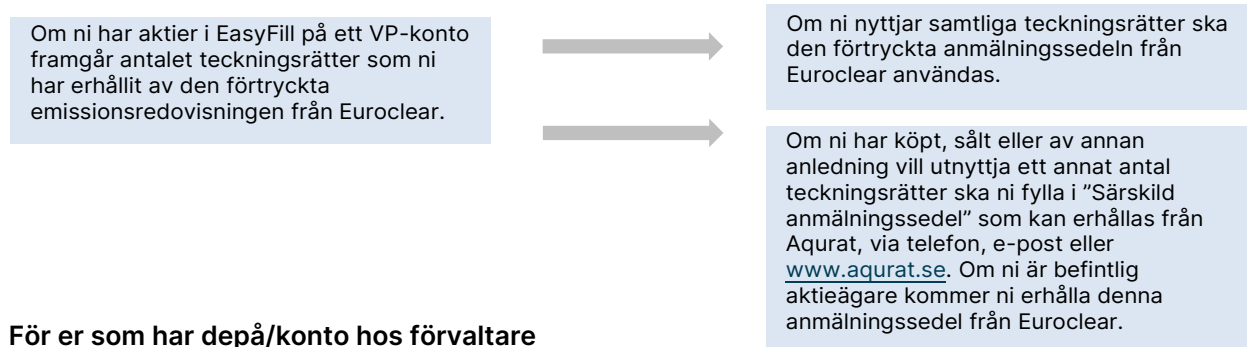 Om ni har aktier i EasyFill på ett VP-konto
framgår antalet teckningsrätter som ni
har erhållit av den förtryckta
emissionsredovisningen från Euroclear.
Om ni nyttjar samtliga teckningsrätter ska
den förtryckta anmälningssedeln från
Euroclear användas.
Om ni har köpt, sålt eller av annan
anledning vill utnyttja ett annat antal
teckningsrätter ska ni fylla i ”Särskild
anmälningssedel” som kan erhållas från
Aqurat, via telefon, e-post eller
www.aqurat.se. Om ni är befintlig
aktieägare kommer ni erhålla denna
anmälningssedel från Euroclear.
För er som har depå/konto hos förvaltare